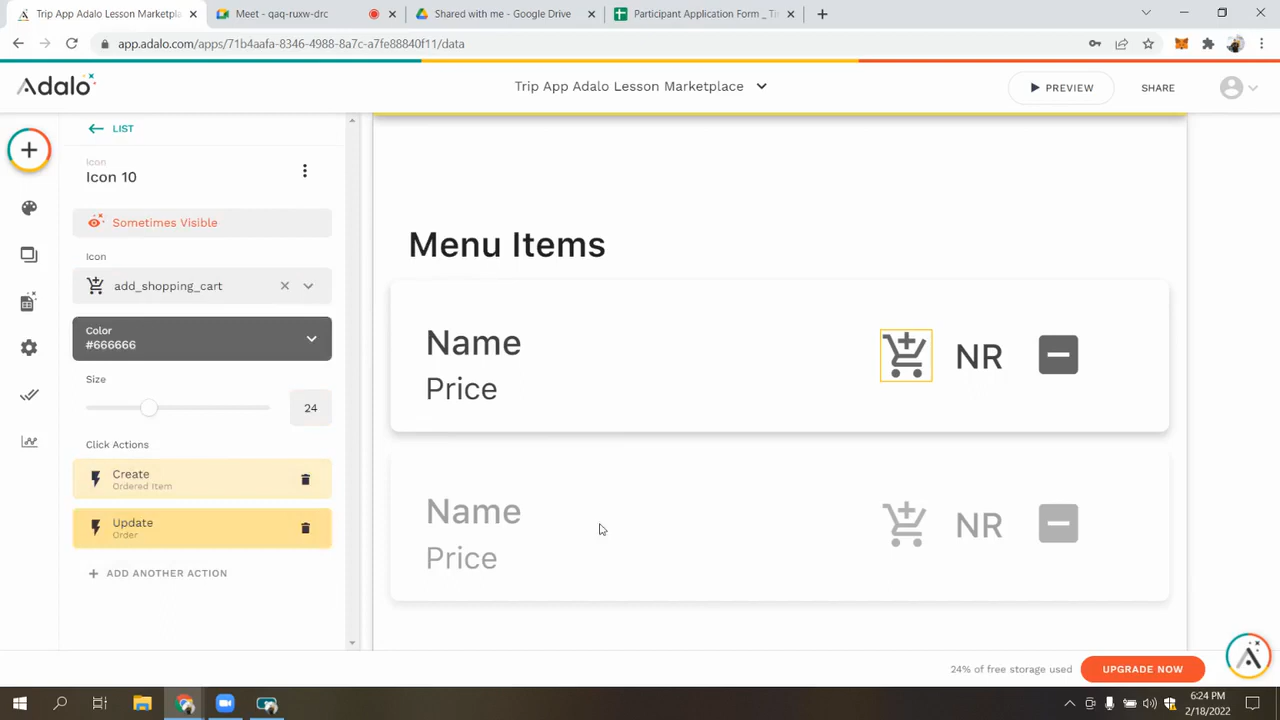 Trip App Adalo Lesson Marketpla
Meet - qaq-ruxw-drc
Shared with me - Google Drive
Participant Application Form _ Ti
app.adalo.com/apps/71b4aafa-8346-4988-8a7c-a7fe88840f11/data
Adalo
Trip App Adalo Lesson Marketplace
PREVIEW
SHARE
LIST
Icon
Icon 10
Sometimes Visible
Icon
add_shopping_cart
Color
#666666
Size
24
Click Actions
Create
Ordered Item
Update
Order
ADD ANOTHER ACTION
Menu Items
Name
Price
NR
Name
Price
NR
24% of free storage used
UPGRADE NOW
6:24 PM
2/18/2022